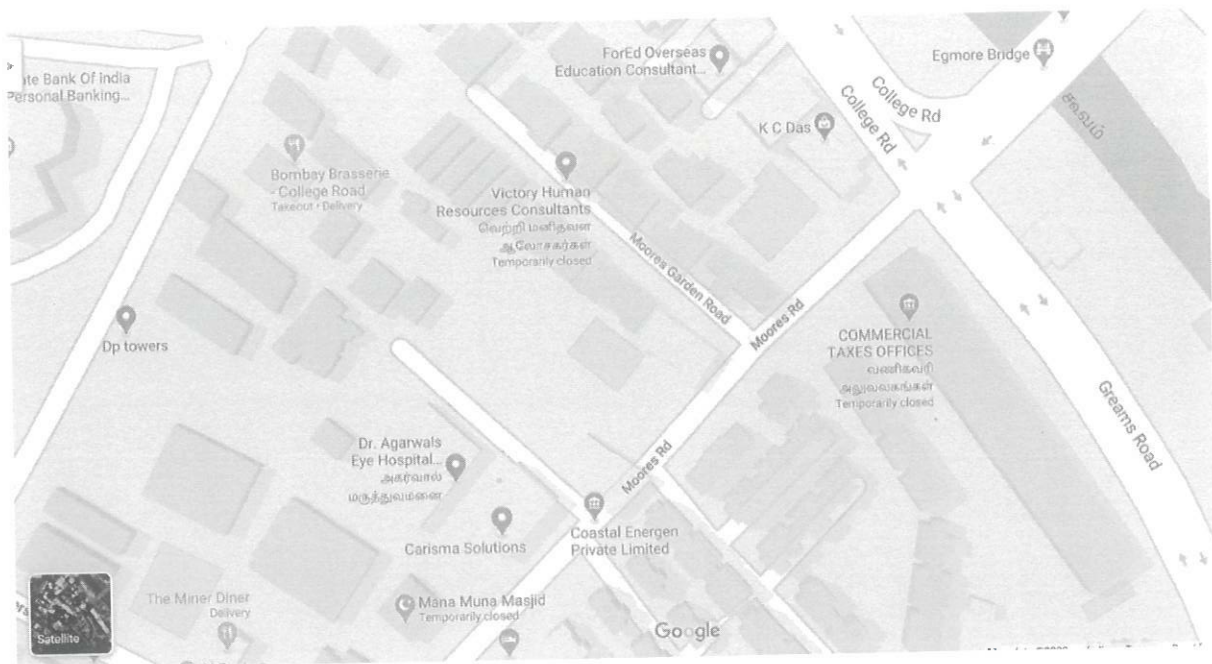 ate Bank Of India
Personal Banking...
ForEd Overseas
Education Consultant...
Egmore Bridge
College Rd
College Rd
K C Das
Bombay Brasserie
- College Road
Takeout • Delivery
Victory Human
Resources Consultants
வெற்றி மனிதவள
ஆலோசகர்கள்
Temporarily closed
Moores Garden Road
Moores Rd
Dp towers
COMMERCIAL
TAXES OFFICES
வணிகவரி
அலுவலகங்கள்
Temporarily closed
Greams Road
Dr. Agarwals
Eye Hospital...
அகர்வால்
மருத்துவமனை
Moores Rd
Coastal Energen
Private Limited
Carisma Solutions
The Miner Diner
Delivery
Mana Muna Masjid
Temporarily closed
Satellite
Google